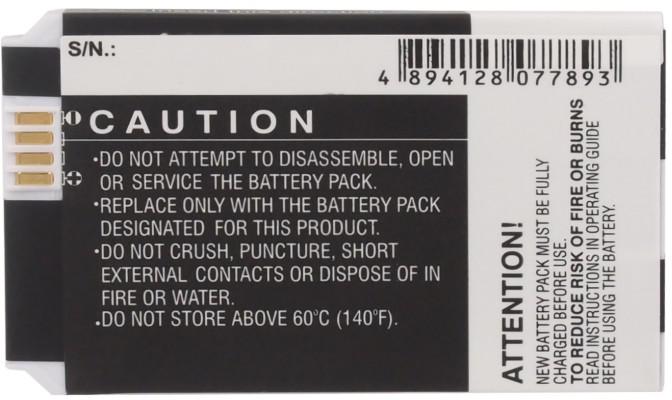 S/N.:
4 894128 077893
CAUTION
•DO NOT ATTEMPT TO DISASSEMBLE, OPEN
OR SERVICE THE BATTERY PACK.
•REPLACE ONLY WITH THE BATTERY PACK
DESIGNATED FOR THIS PRODUCT.
•DO NOT CRUSH, PUNCTURE, SHORT
EXTERNAL CONTACTS OR DISPOSE OF IN
FIRE OR WATER.
•DO NOT STORE ABOVE 60°C (140°F).
ATTENTION!
NEW BATTERY PACK MUST BE FULLY
CHARGED BEFORE USE.
TO REDUCE RISK OF FIRE OR BURNS
READ INSTRUCTIONS IN OPERATING GUIDE
BEFORE USING THE BATTERY.